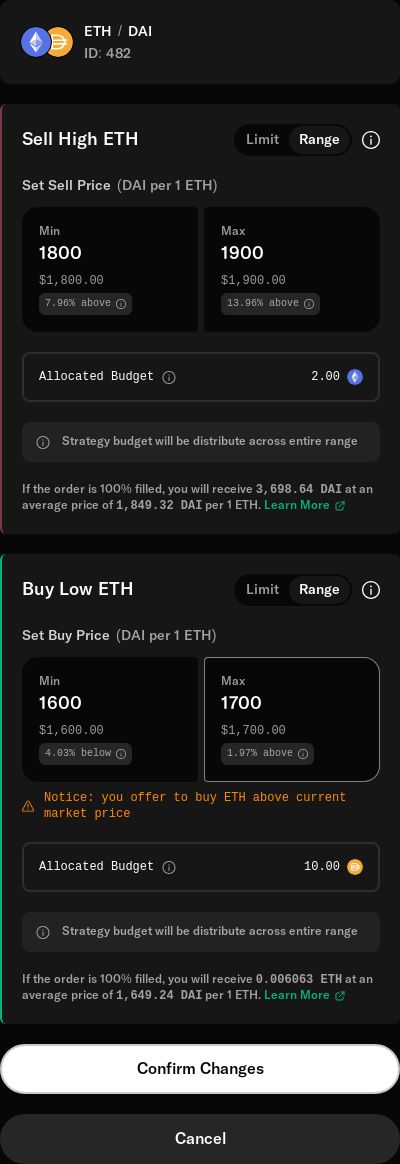 ETH / DAI
ID: 482
Sell High ETH
Limit Range
Set Sell Price (DAI per 1 ETH)
Min
1800
$1,800.00
7.96% above
Max
1900
$1,900.00
13.96% above
Allocated Budget 2.00
Strategy budget will be distribute across entire range
If the order is 100% filled, you will receive 3,698.64 DAI at an
average price of 1,849.32 DAI per 1 ETH. Learn More
Buy Low ETH
Limit Range
Set Buy Price (DAI per 1 ETH)
Min
1600
$1,600.00
4.03% below
Max
1700
$1,700.00
1.97% above
Notice: you offer to buy ETH above current
market price
Allocated Budget 10.00
Strategy budget will be distribute across entire range
If the order is 100% filled, you will receive 0.006063 ETH at an
average price of 1,649.24 DAI per 1 ETH. Learn More
Confirm Changes
Cancel